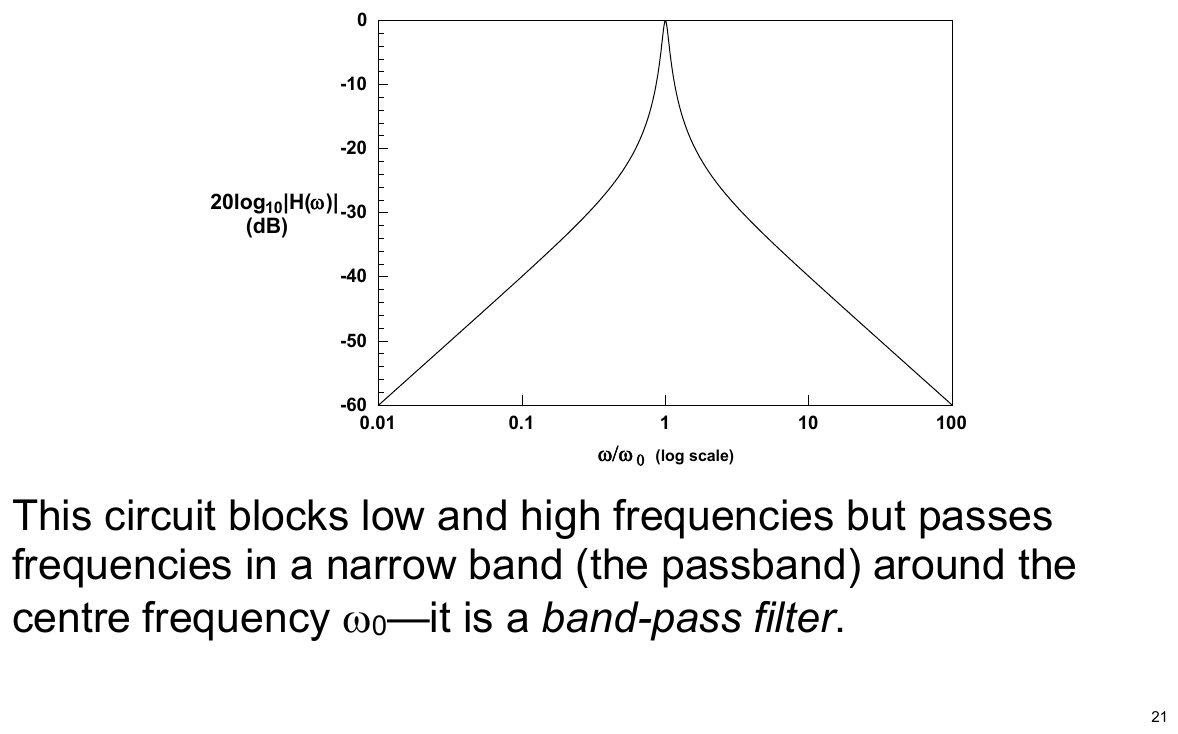 0
-10
-20
20log10|H(ω)|
-30
(dB)
-40
-50
-60
0.01 0.1 1 10 100
ω/ω0 (log scale)
This circuit blocks low and high frequencies but passes
frequencies in a narrow band (the passband) around the
centre frequency ω0—it is a band-pass filter.
21